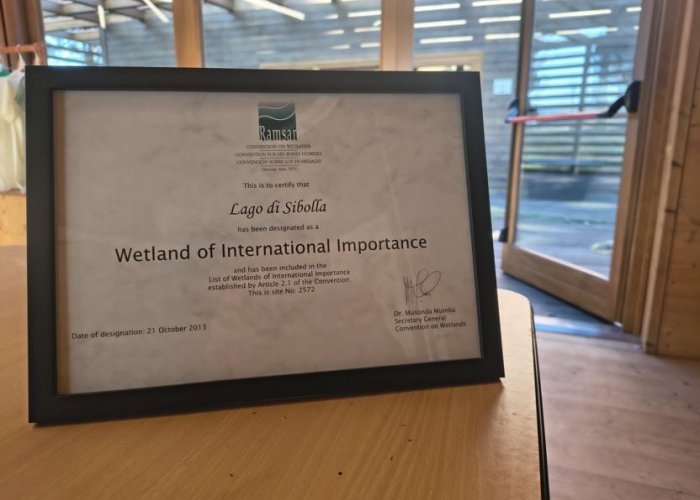 Ramsar
CONVENTION ON WETLANDS
CONVENTION SUR LES ZONES HUMIDES
CONVENCIÓN SOBRE LOS HUMEDALES
(Ramsar, Iran, 1971)
This is to certify that
Lago di Sibolla
has been designated as a
Wetland of International Importance
and has been included in the
List of Wetlands of International Importance
established by Article 2.1 of the Convention.
This is site No. 2572
Date of designation: 21 October 2013
Dr. Musonda Mumba
Secretary General
Convention on Wetlands